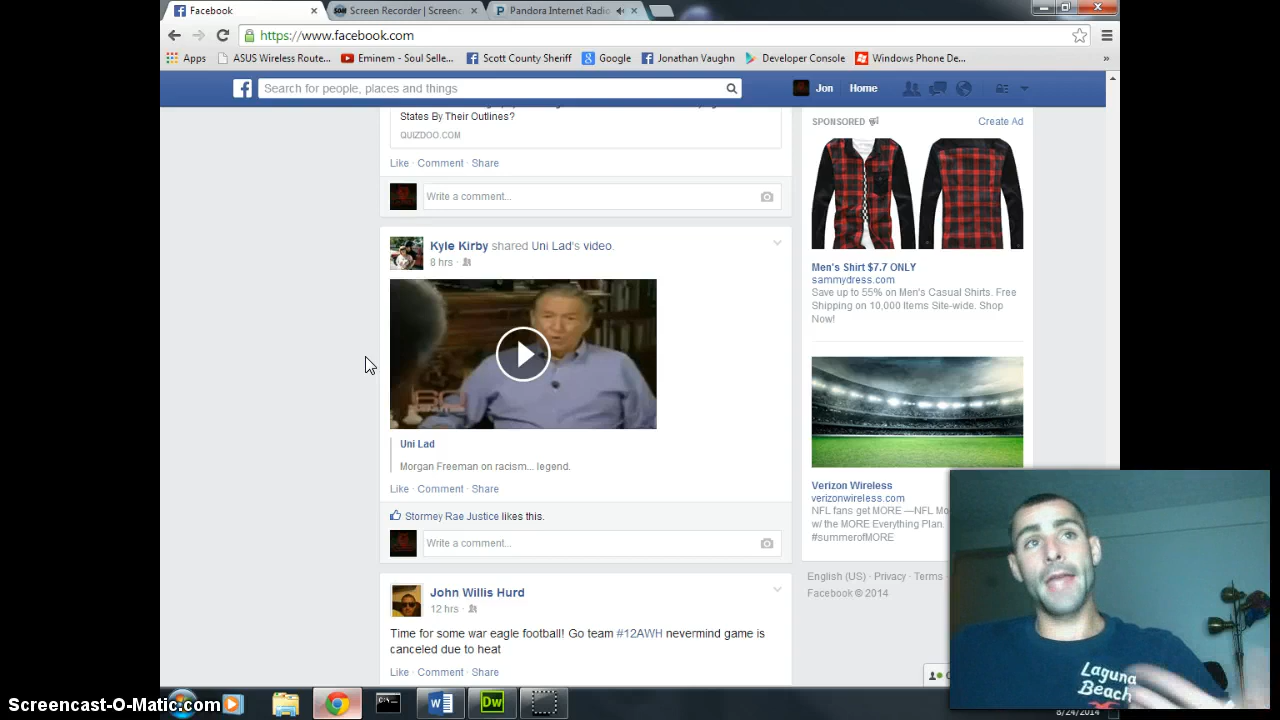 Facebook
Screen Recorder | Screenc
Pandora Internet Radio
https://www.facebook.com
Apps
ASUS Wireless Route...
Eminem - Soul Selle...
Scott County Sheriff
Google
Jonathan Vaughn
Developer Console
Windows Phone De...
»
Search for people, places and things
Jon
Home
States By Their Outlines?
QUIZDOO.COM
Like · Comment · Share
Write a comment...
Kyle Kirby shared Uni Lad's video.
8 hrs ·
60
MINUTES
Uni Lad
Morgan Freeman on racism... legend.
Like · Comment · Share
Stormey Rae Justice likes this.
Write a comment...
John Willis Hurd
12 hrs ·
Time for some war eagle football! Go team #12AWH nevermind game is
canceled due to heat
Like · Comment · Share
SPONSORED
Create Ad
Men's Shirt $7.7 ONLY
sammydress.com
Save up to 55% on Men's Casual Shirts. Free
Shipping on 10,000 Items Site-wide. Shop
Now!
Verizon Wireless
verizonwireless.com
NFL fans get MORE —NFL Mo
w/ the MORE Everything Plan.
#summerofMORE
English (US) · Privacy · Terms ·
Facebook © 2014
Laguna
Beach
W
Dw
8/24/2014
Screencast-O-Matic.com